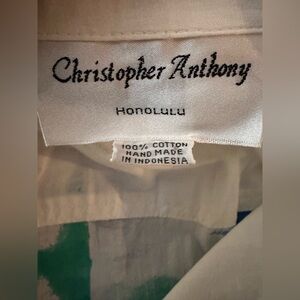 Christopher Anthony
HONOLULU
100% COTTON
HAND MADE
IN INDONESIA